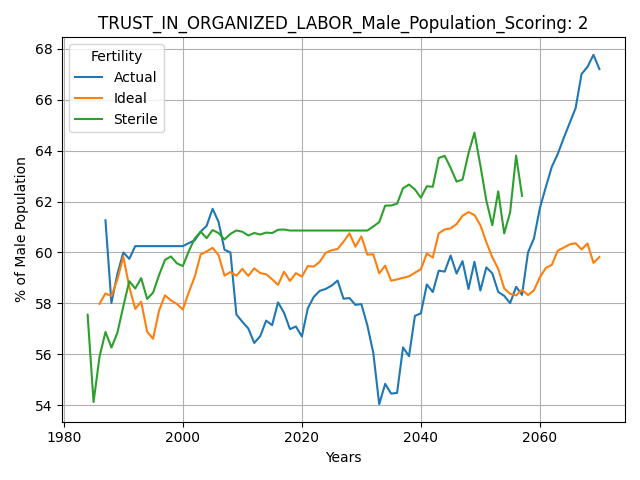 TRUST_IN_ORGANIZED_LABOR_Male_Population_Scoring: 2
Fertility
Actual
Ideal
Sterile
% of Male Population
68
66
64
62
60
58
56
54
1980
2000
2020
2040
2060
Years